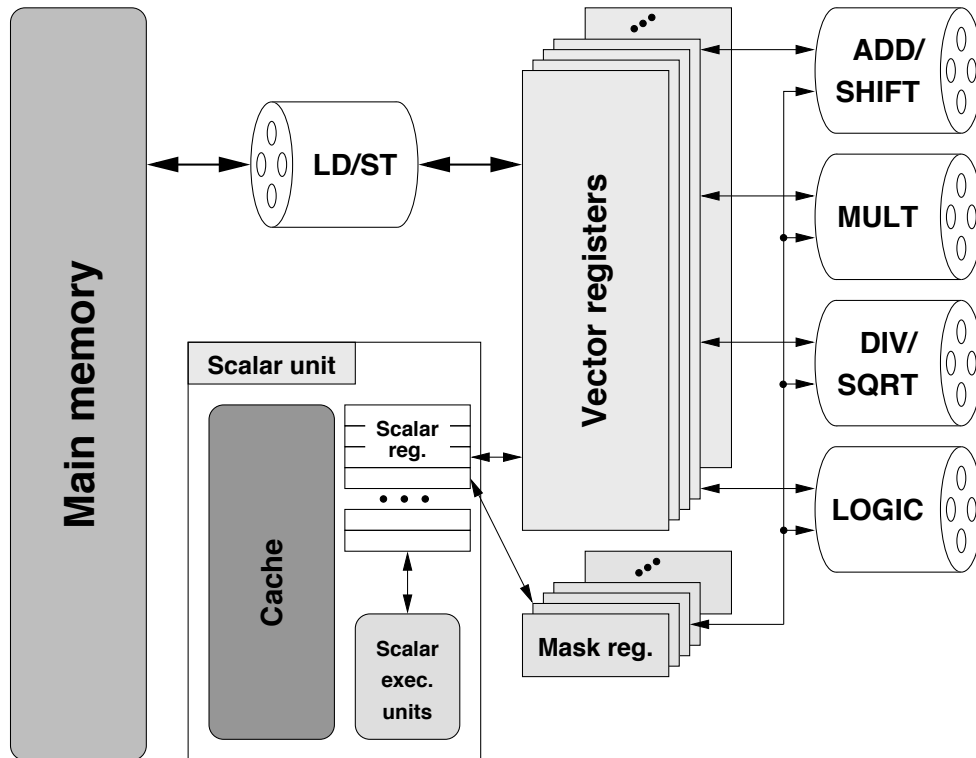 Main memory
LD/ST
Vector registers
ADD/
SHIFT
MULT
DIV/
SQRT
LOGIC
Scalar unit
Cache
Scalar
reg.
Scalar
exec.
units
Mask reg.